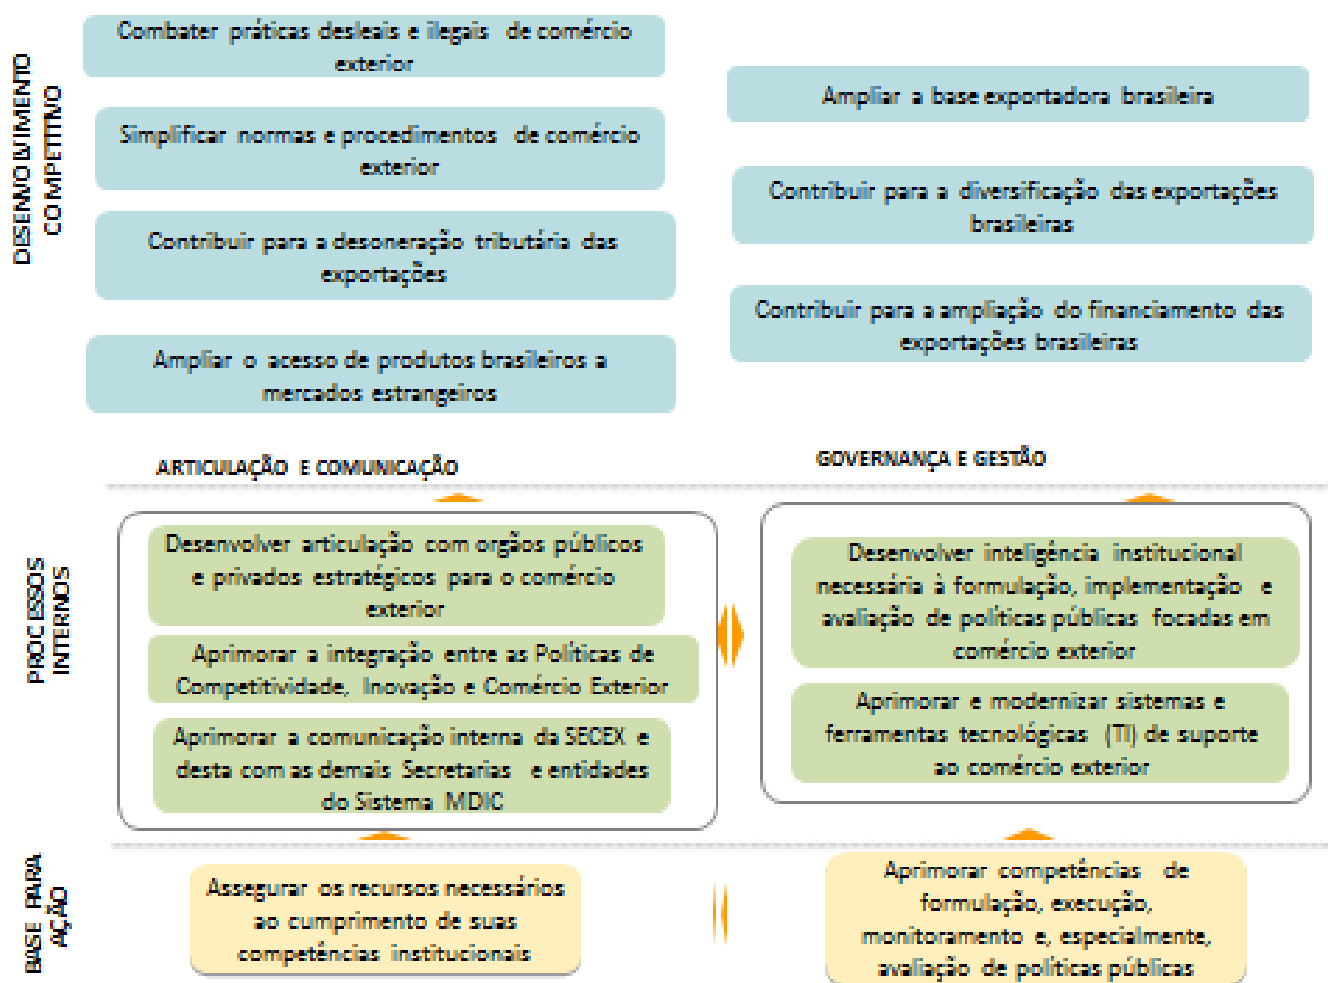 DESENVOLVIMENTO
COMPETITIVO
Combater práticas desleais e ilegais de comércio
exterior
Simplificar normas e procedimentos de comércio
exterior
Contribuir para a desoneração tributária das
exportações
Ampliar o acesso de produtos brasileiros a
mercados estrangeiros
Ampliar a base exportadora brasileira
Contribuir para a diversificação das exportações
brasileiras
Contribuir para a ampliação do financiamento das
exportações brasileiras
PROCESSOS
INTERNOS
ARTICULAÇÃO E COMUNICAÇÃO
Desenvolver articulação com orgãos públicos
e privados estratégicos para o comércio
exterior
Aprimorar a integração entre as Políticas de
Competitividade, Inovação e Comércio Exterior
Aprimorar a comunicação interna da SECEX e
desta com as demais Secretarias e entidades
do Sistema MDIC
GOVERNANÇA E GESTÃO
Desenvolver inteligência institucional
necessária à formulação, implementação e
avaliação de políticas públicas focadas em
comércio exterior
Aprimorar e modernizar sistemas e
ferramentas tecnológicas (TI) de suporte
ao comércio exterior
BASE PARA
AÇÃO
Assegurar os recursos necessários
ao cumprimento de suas
competências institucionais
Aprimorar competências de
formulação, execução,
monitoramento e, especialmente,
avaliação de políticas públicas